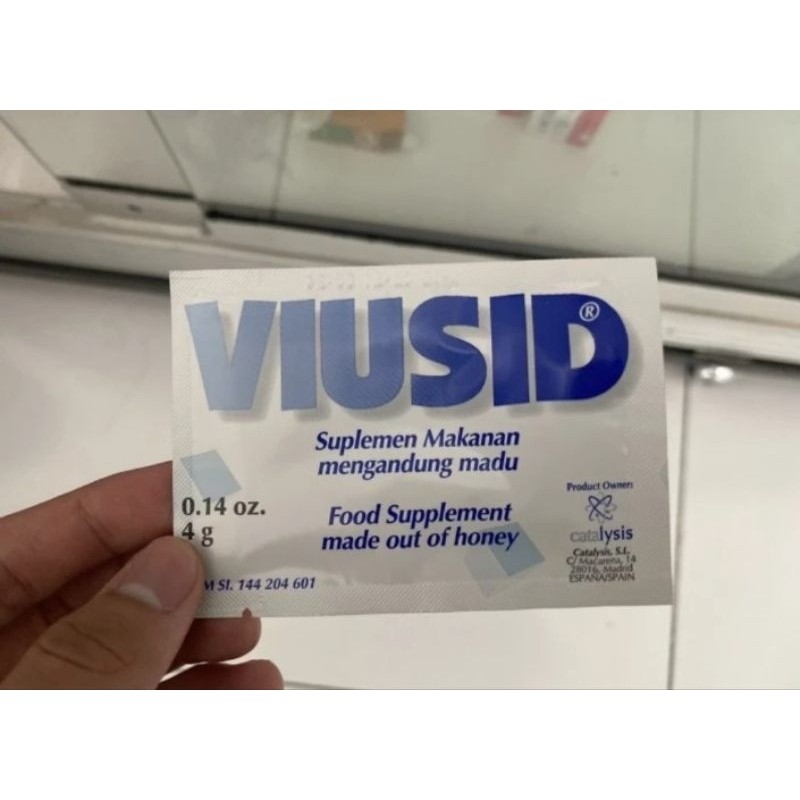 VIUSID®
Suplemen Makanan
mengandung madu
0.14 oz.
4 g
Food Supplement
made out of honey
Product Owner:
catalysis
Catalysis, S.L.
C/ Macarena, 14
28016, Madrid
ESPAÑA/SPAIN
M SI. 144 204 601